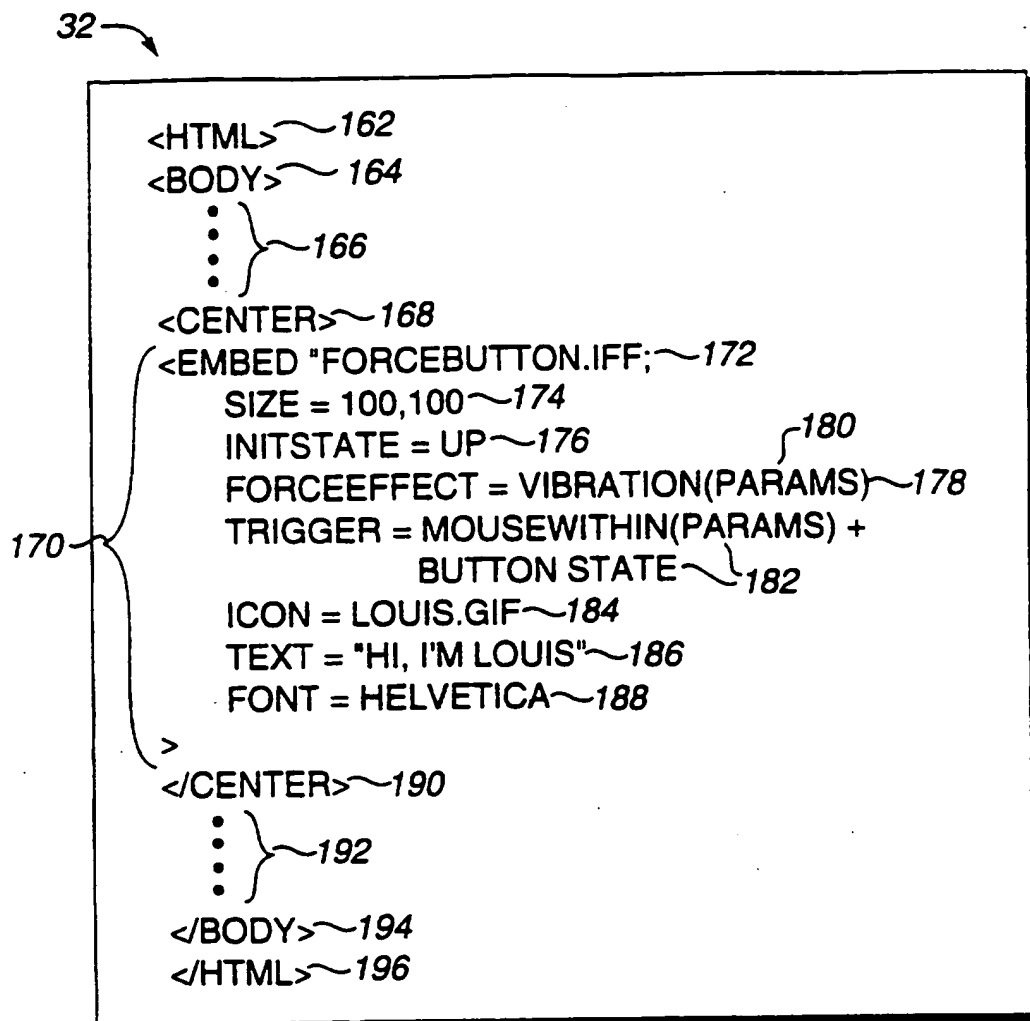 32
<HTML> 162
<BODY> 164
166
<CENTER> 168
<EMBED "FORCEBUTTON.IFF; 172
SIZE = 100,100 174
INITSTATE = UP 176
180
FORCEEFFECT = VIBRATION(PARAMS) 178
170
TRIGGER = MOUSEWITHIN(PARAMS) +
BUTTON STATE 182
ICON = LOUIS.GIF 184
TEXT = "HI, I'M LOUIS" 186
FONT = HELVETICA 188
>
</CENTER> 190
192
</BODY> 194
</HTML> 196